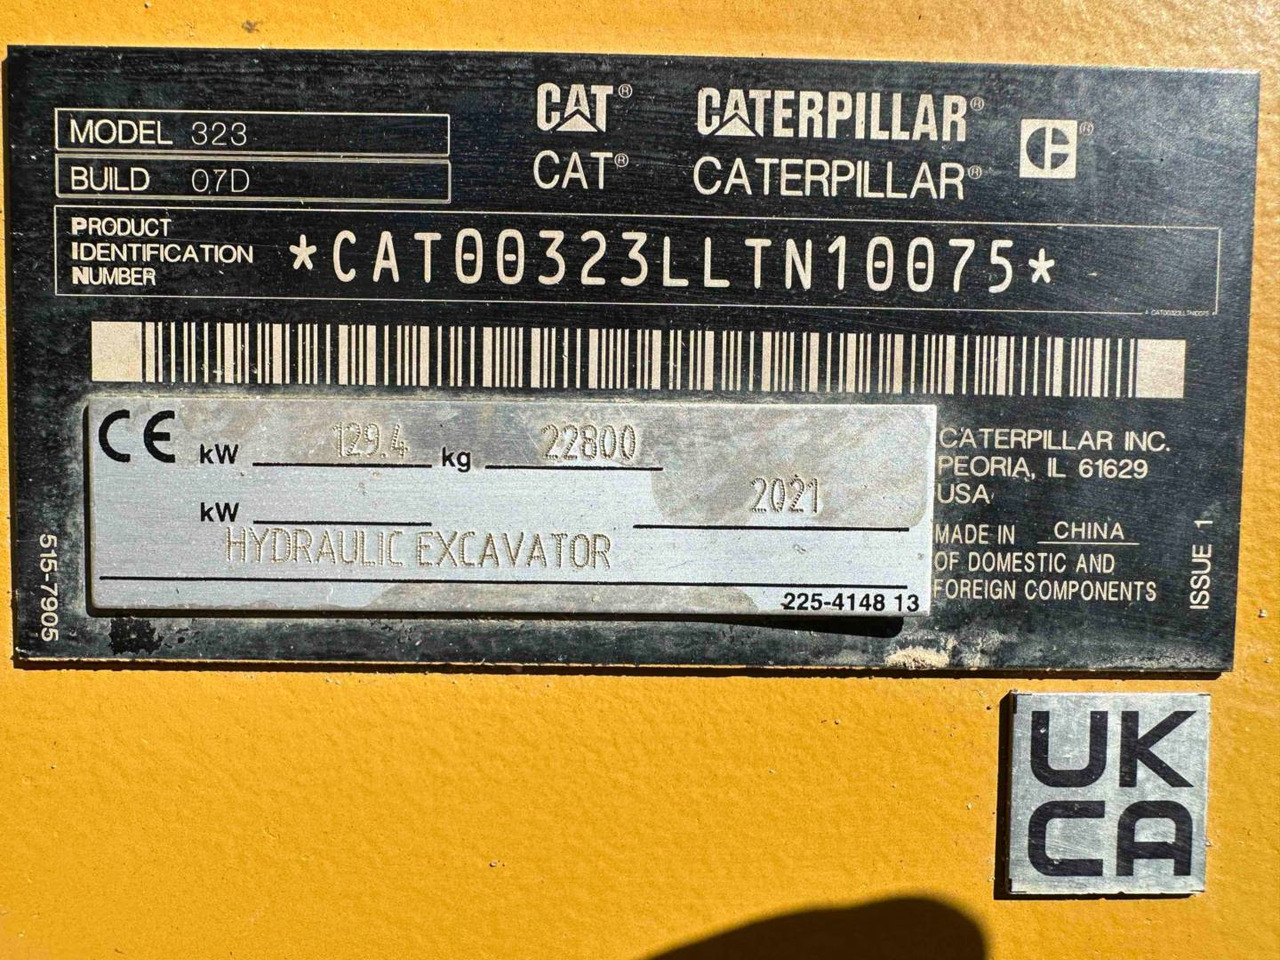 CAT® CATERPILLAR®
CAT® CATERPILLAR®
MODEL 323
BUILD 07D
PRODUCT
IDENTIFICATION
NUMBER
*CAT00323LLTN10075*
CE kW 129.4 kg 22800
2021
kW
HYDRAULIC EXCAVATOR
225-4148 13
CATERPILLAR INC.
PEORIA, IL 61629
USA
MADE IN CHINA
OF DOMESTIC AND
FOREIGN COMPONENTS
ISSUE 1
515-7905
UK
CA